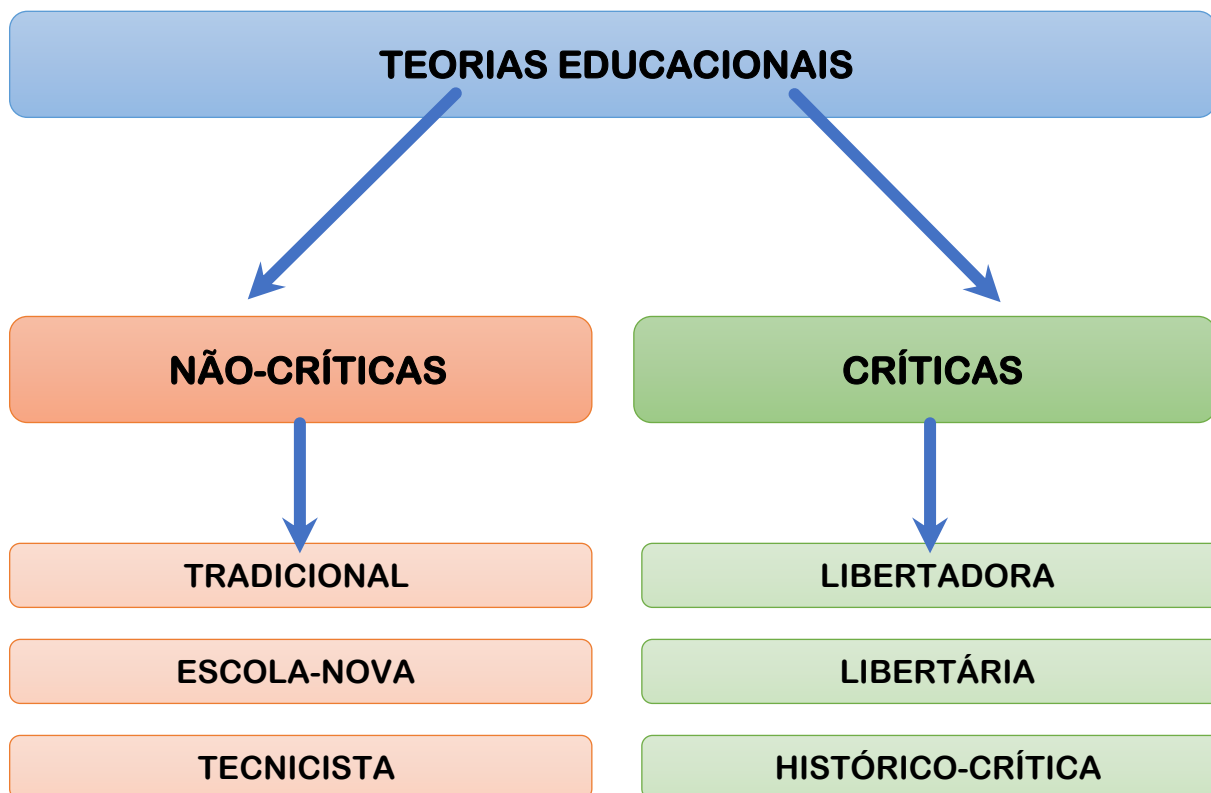 TEORIAS EDUCACIONAIS
NÃO-CRÍTICAS
CRÍTICAS
TRADICIONAL
LIBERTADORA
ESCOLA-NOVA
LIBERTÁRIA
TECNICISTA
HISTÓRICO-CRÍTICA